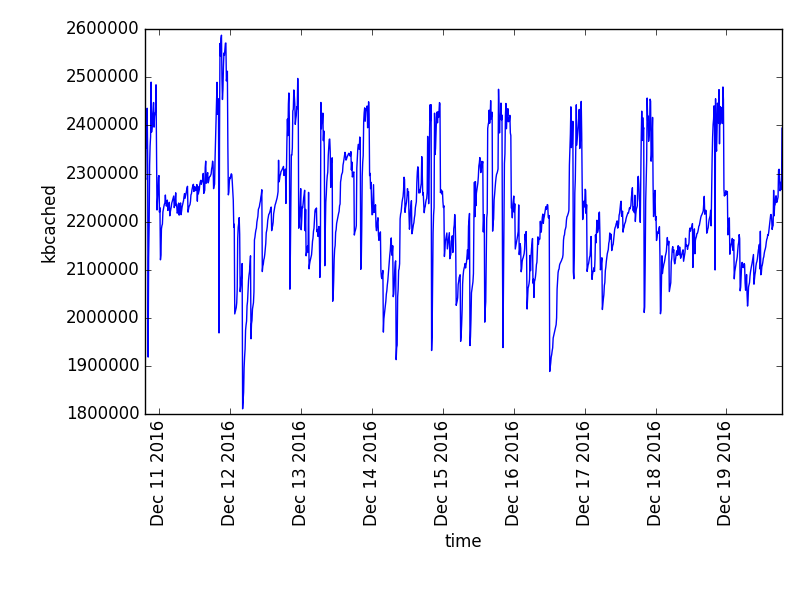 2600000
2500000
2400000
2300000
2200000
2100000
2000000
1900000
1800000
kbcached
Dec 11 2016
Dec 12 2016
Dec 13 2016
Dec 14 2016
Dec 15 2016
Dec 16 2016
Dec 17 2016
Dec 18 2016
Dec 19 2016
time